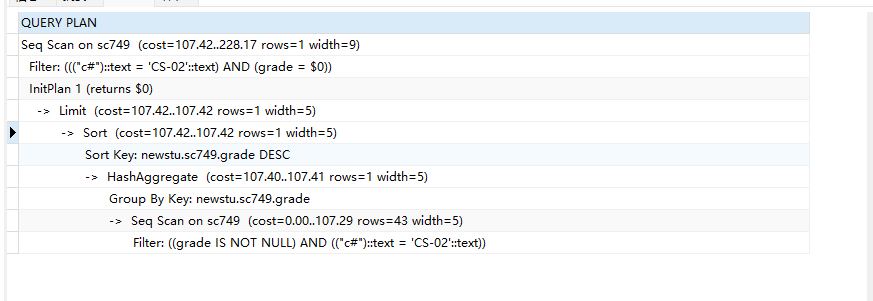 QUERY PLAN
Seq Scan on sc749 (cost=107.42..228.17 rows=1 width=9)
Filter: ((("c#")::text = 'CS-02'::text) AND (grade = $0))
InitPlan 1 (returns $0)
-> Limit (cost=107.42..107.42 rows=1 width=5)
-> Sort (cost=107.42..107.42 rows=1 width=5)
Sort Key: newstu.sc749.grade DESC
-> HashAggregate (cost=107.40..107.41 rows=1 width=5)
Group By Key: newstu.sc749.grade
-> Seq Scan on sc749 (cost=0.00..107.29 rows=43 width=5)
Filter: ((grade IS NOT NULL) AND (("c#")::text = 'CS-02'::text))